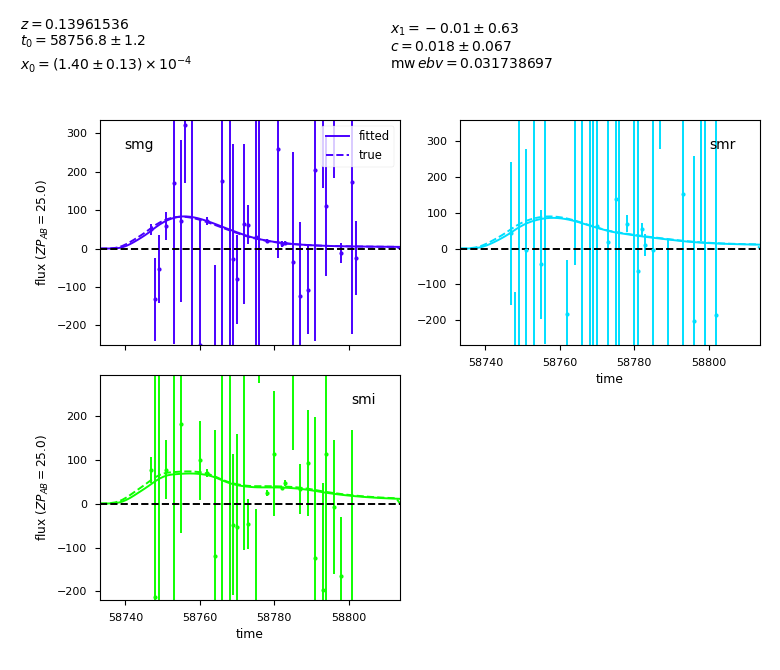 z = 0.13961536
t₀ = 58756.8 ± 1.2
x₀ = (1.40 ± 0.13) × 10⁻⁴
x₁ = −0.01 ± 0.63
c = 0.018 ± 0.067
mw ebv = 0.031738697
smg
fitted
true
300
200
100
0
−100
−200
flux (ZP_AB = 25.0)
smr
300
200
100
0
−100
−200
58740 58760 58780 58800
time
smi
200
100
0
−100
−200
flux (ZP_AB = 25.0)
58740 58760 58780 58800
time